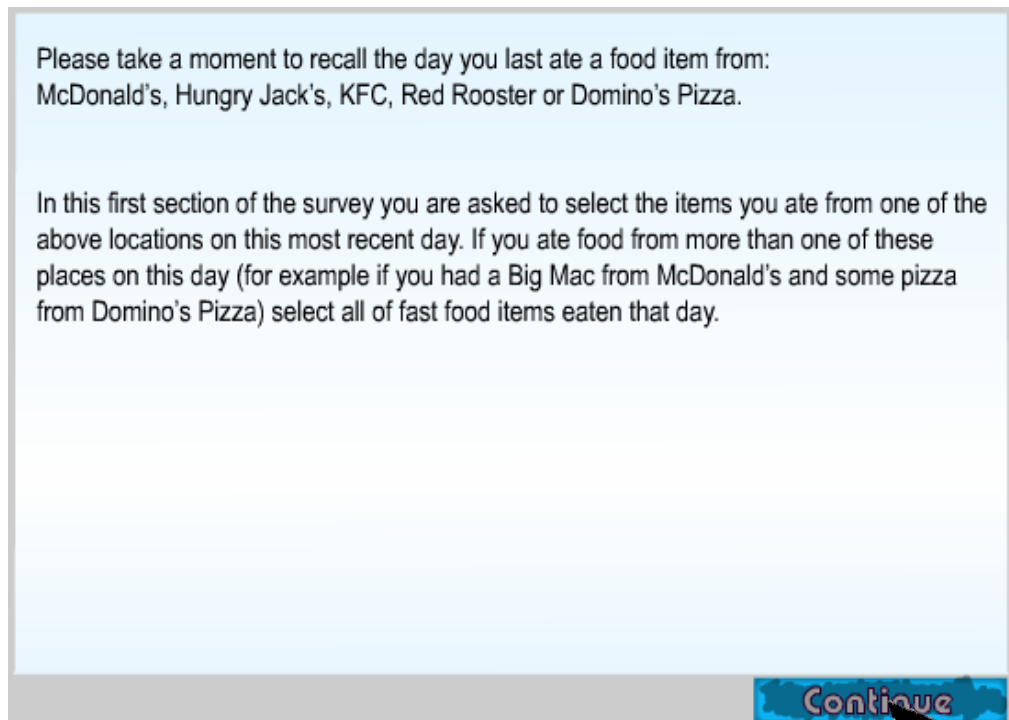 Please take a moment to recall the day you last ate a food item from:
McDonald's, Hungry Jack's, KFC, Red Rooster or Domino's Pizza.
In this first section of the survey you are asked to select the items you ate from one of the
above locations on this most recent day. If you ate food from more than one of these
places on this day (for example if you had a Big Mac from McDonald's and some pizza
from Domino's Pizza) select all of fast food items eaten that day.
Continue